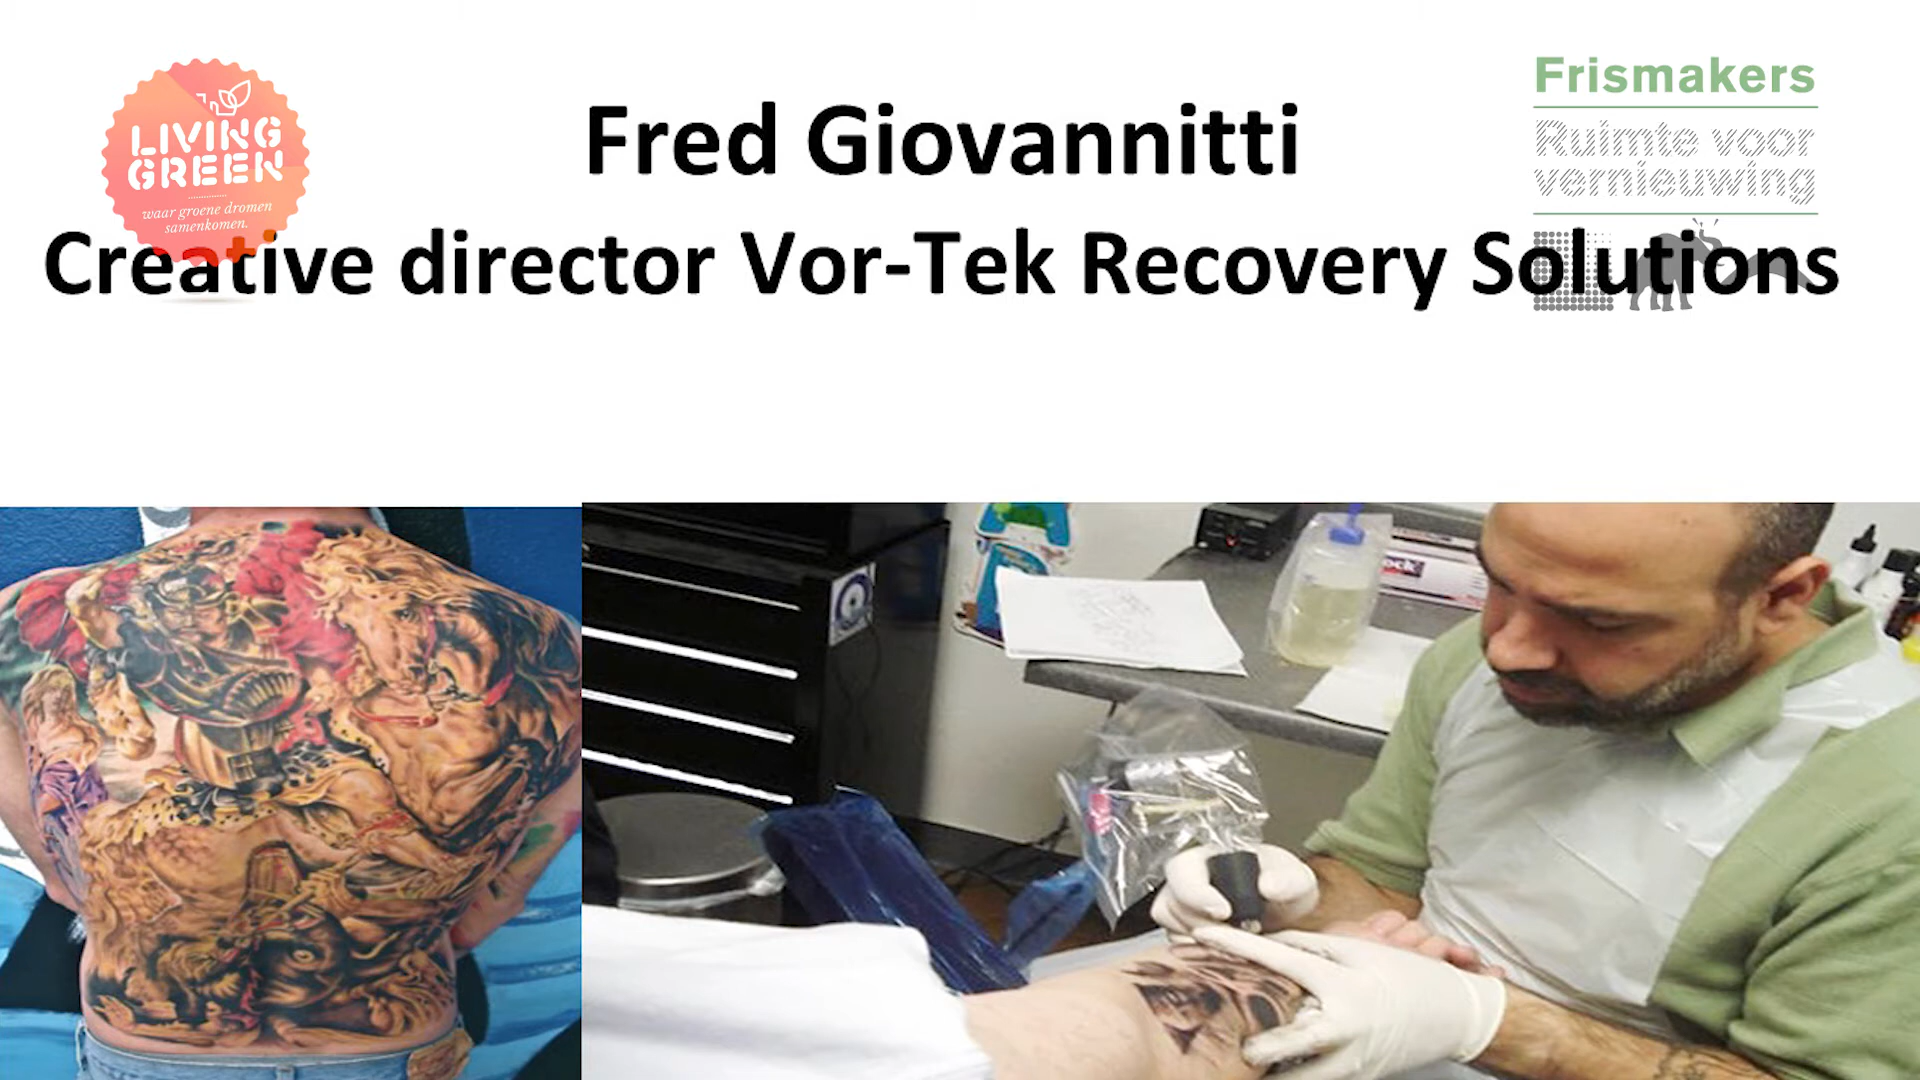 LIVING
GREEN
waar groene dromen
samenkomen.
Fred Giovannitti
Creative director Vor-Tek Recovery Solutions
Frismakers
Ruimte voor
vernieuwing